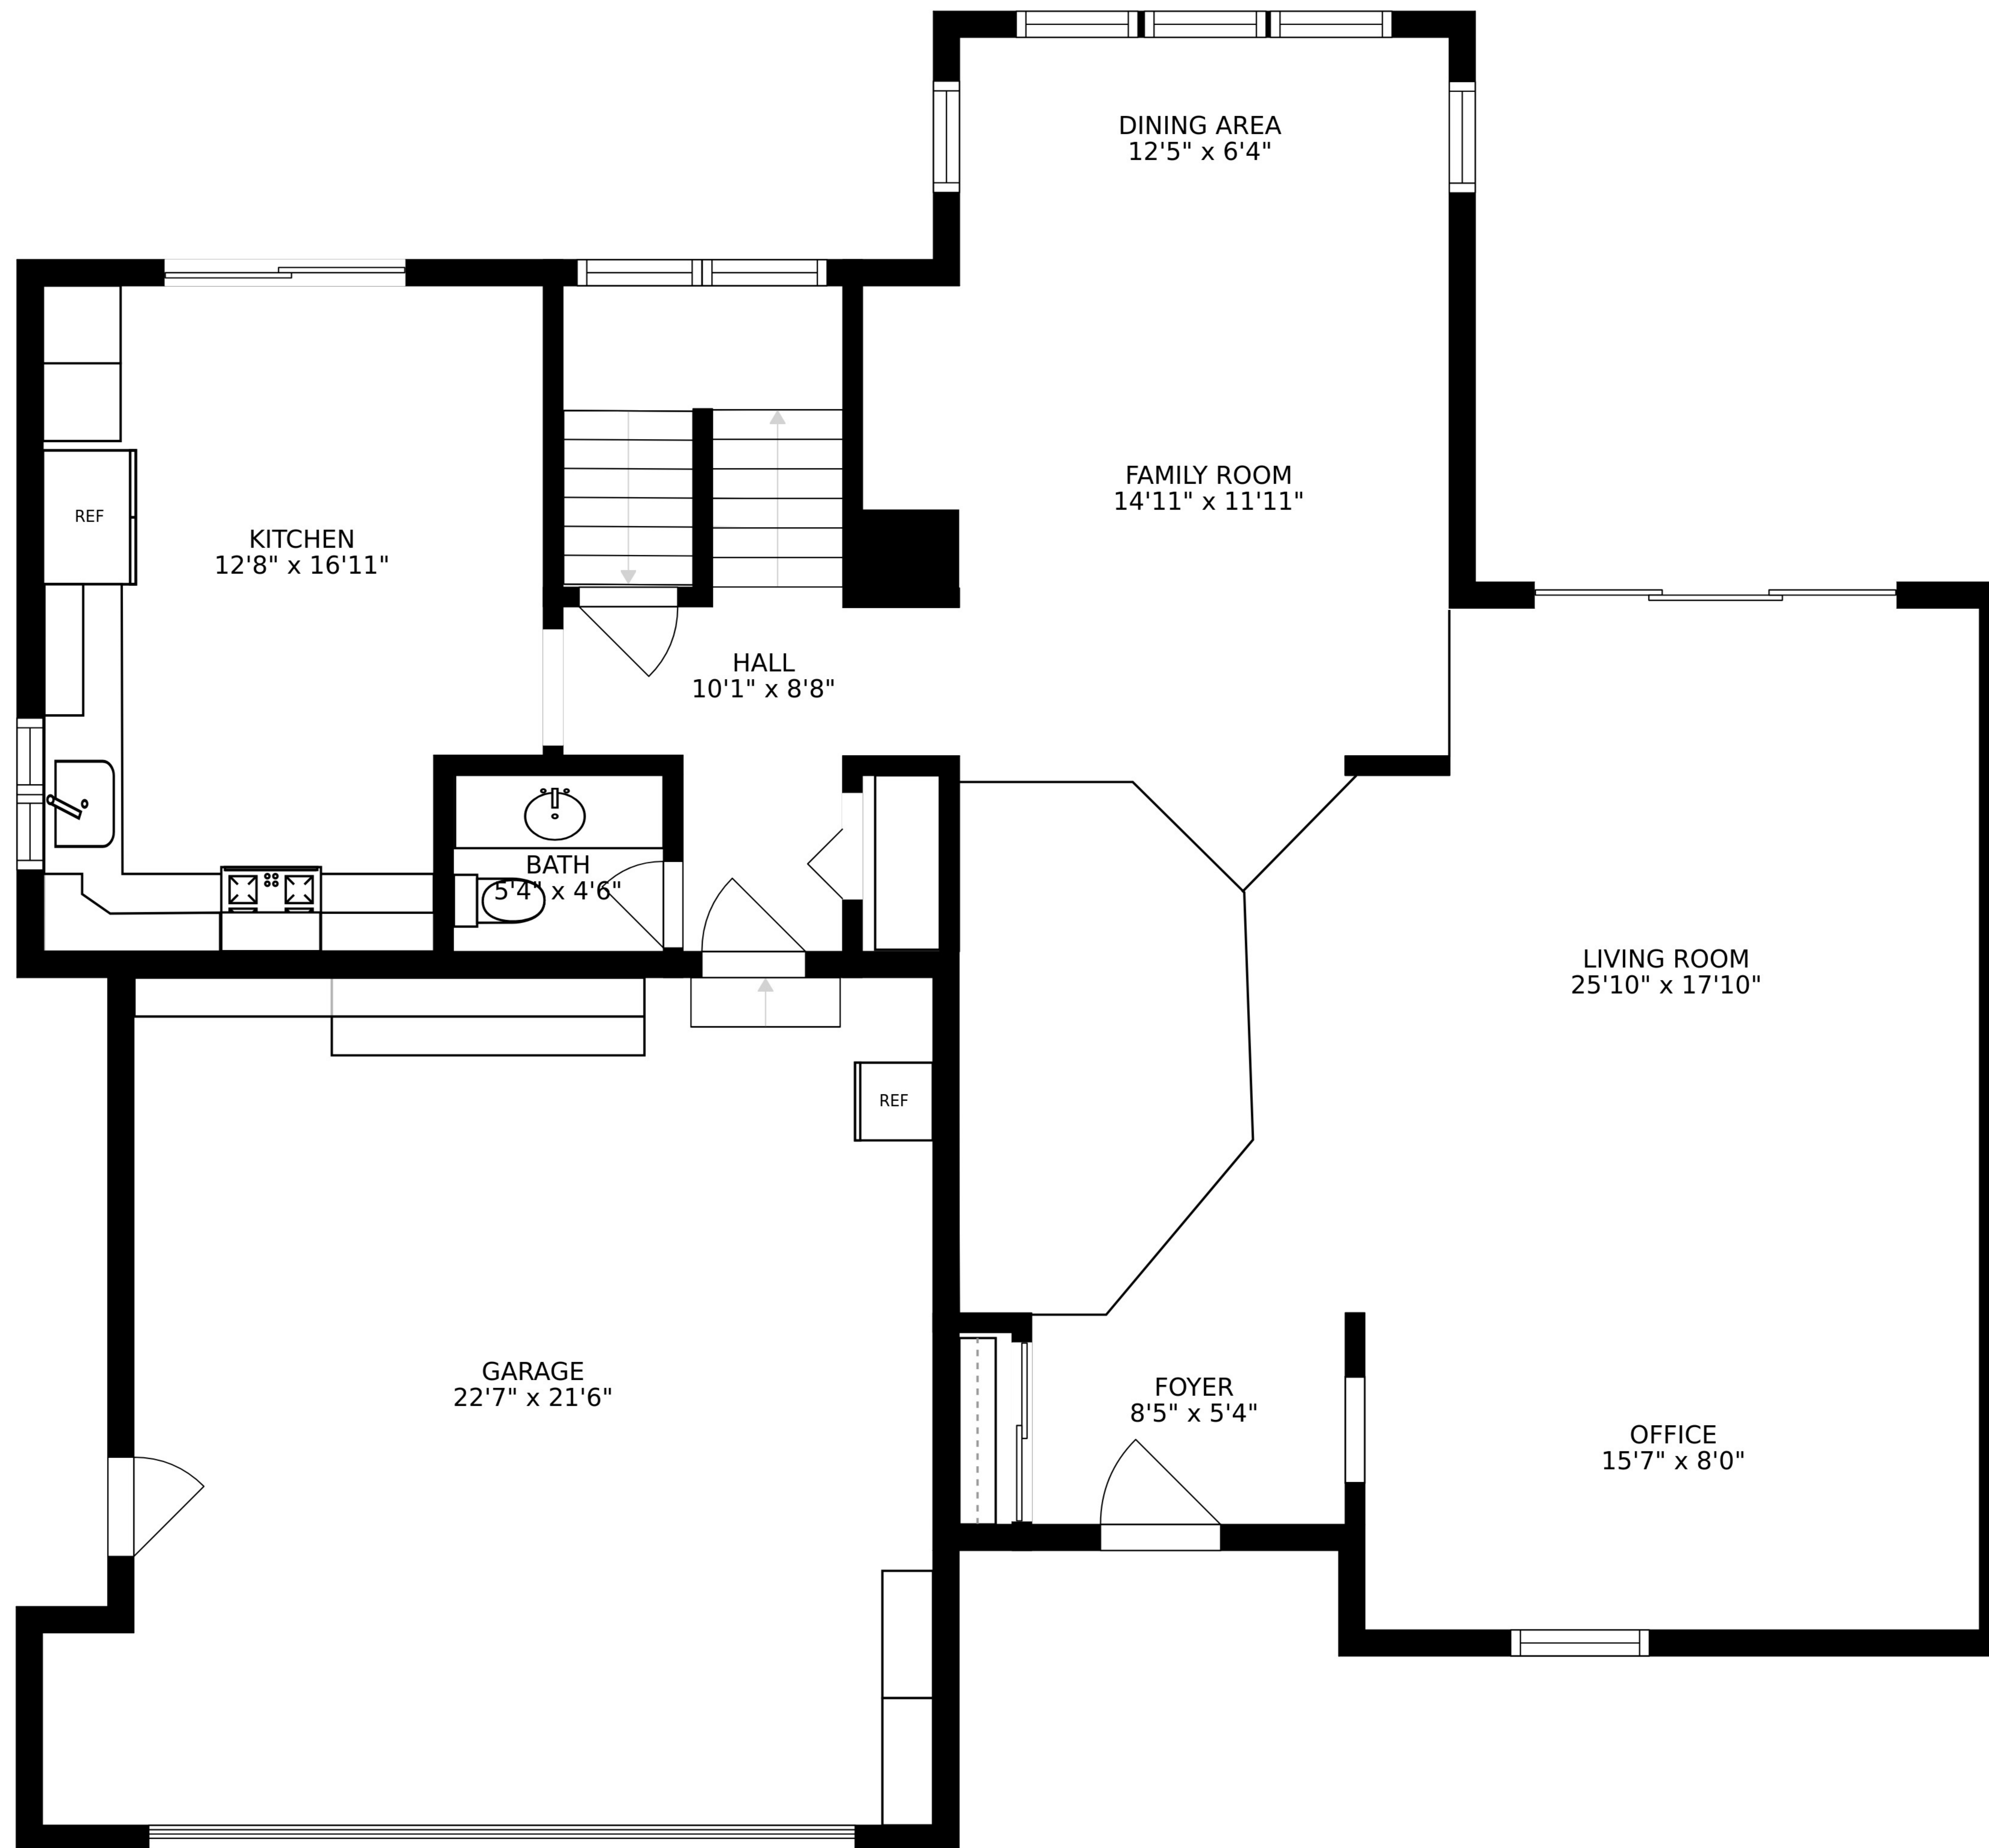 DINING AREA
12'5" x 6'4"
FAMILY ROOM
14'11" x 11'11"
REF
KITCHEN
12'8" x 16'11"
HALL
10'1" x 8'8"
BATH
5'4" x 4'6"
LIVING ROOM
25'10" x 17'10"
REF
GARAGE
22'7" x 21'6"
FOYER
8'5" x 5'4"
OFFICE
15'7" x 8'0"